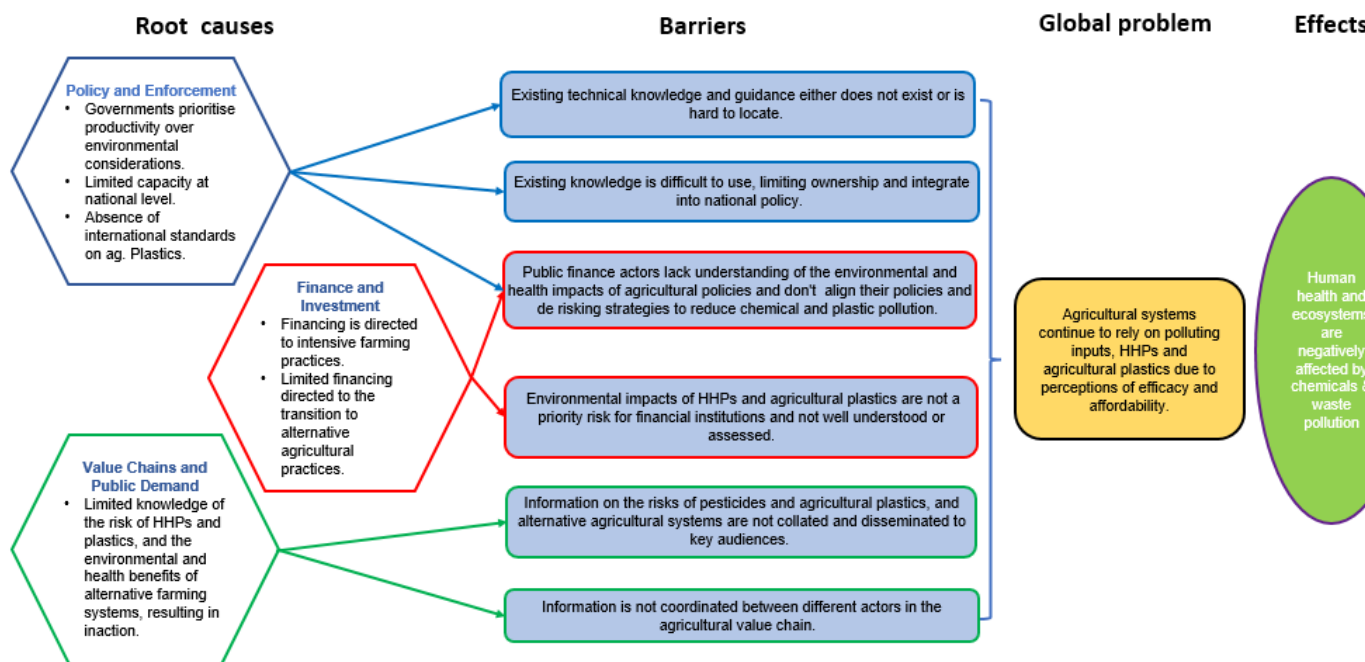 Root causes
Barriers
Global problem
Effects
Policy and Enforcement
• Governments prioritise
productivity over
environmental
considerations.
• Limited capacity at
national level.
• Absence of
international standards
on ag. Plastics.
Finance and
Investment
• Financing is directed
to intensive farming
practices.
• Limited financing
directed to the
transition to
alternative
agricultural
practices.
Value Chains and
Public Demand
• Limited knowledge of
the risk of HHPs and
plastics, and the
environmental and
health benefits of
alternative farming
systems, resulting in
inaction.
Existing technical knowledge and guidance either does not exist or is
hard to locate.
Existing knowledge is difficult to use, limiting ownership and integrate
into national policy.
Public finance actors lack understanding of the environmental and
health impacts of agricultural policies and don't align their policies and
de risking strategies to reduce chemical and plastic pollution.
Environmental impacts of HHPs and agricultural plastics are not a
priority risk for financial institutions and not well understood or
assessed.
Information on the risks of pesticides and agricultural plastics, and
alternative agricultural systems are not collated and disseminated to
key audiences.
Information is not coordinated between different actors in the
agricultural value chain.
Agricultural systems
continue to rely on polluting
inputs, HHPs and
agricultural plastics due to
perceptions of efficacy and
affordability.
Human
health and
ecosystems
are
negatively
affected by
chemicals &
waste
pollution